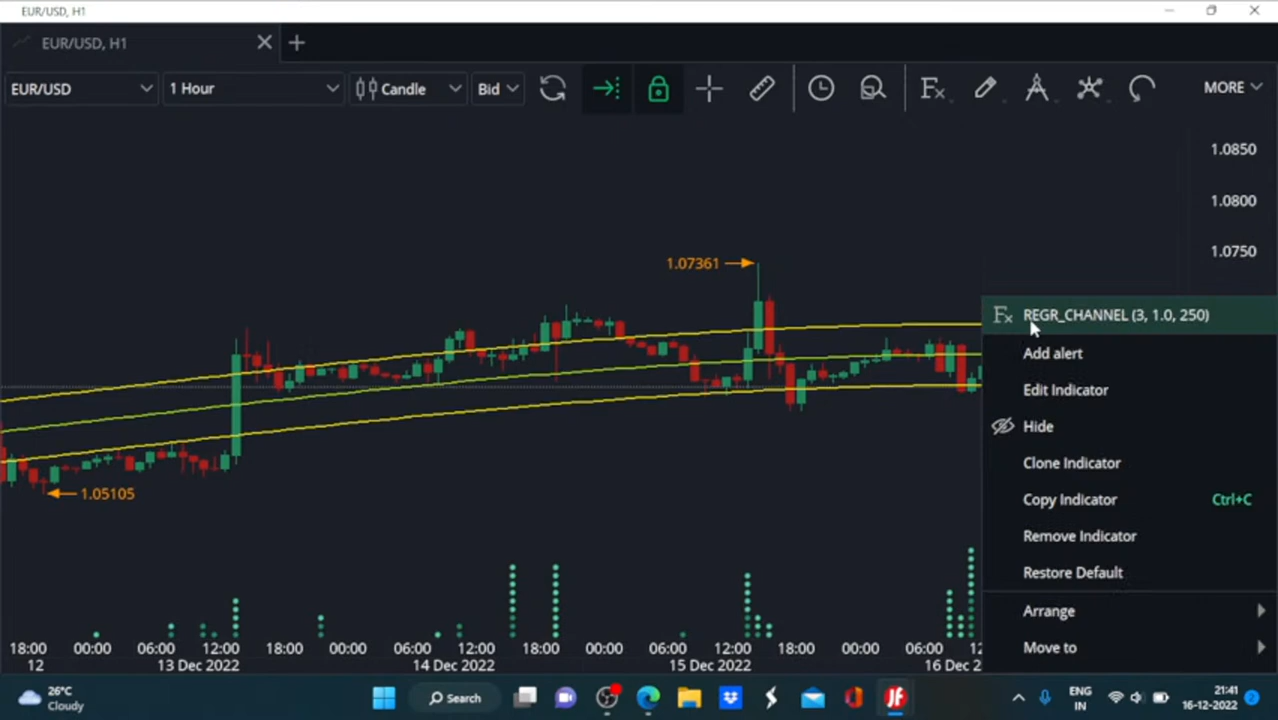 EUR/USD, H1
EUR/USD, H1
EUR/USD 1 Hour Candle Bid Fx MORE
1.0850
1.0800
1.0750
1.07361
Fx REGR_CHANNEL (3, 1.0, 250)
Add alert
Edit Indicator
Hide
Clone Indicator
Copy Indicator Ctrl+C
1.05105
Remove Indicator
Restore Default
Arrange
Move to
18:00 00:00 06:00 12:00 18:00 00:00 06:00 12:00 18:00 00:00 06:00 12:00 18:00 00:00 06:00 12
12 13 Dec 2022 14 Dec 2022 15 Dec 2022 16 Dec 2
26°C
Cloudy
Search
JF
ENG
IN
21:41
16-12-2022
2